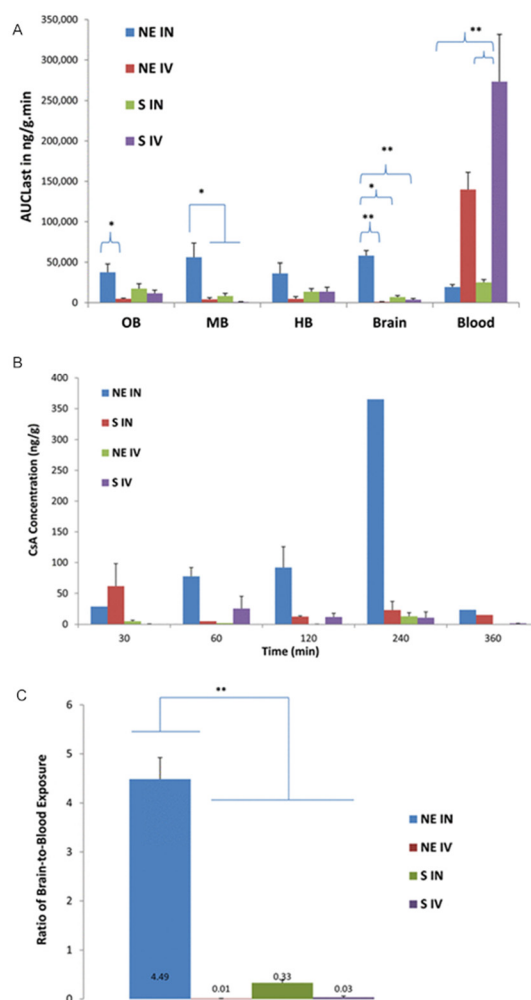 A
AUCLast in ng/g.min
350,000
300,000
250,000
200,000
150,000
100,000
50,000
0
NE IN
NE IV
S IN
S IV
*
*
**
*
**
**
OB MB HB Brain Blood
B
CsA Concentration (ng/g)
400
350
300
250
200
150
100
50
0
NE IN
S IN
NE IV
S IV
30 60 120 240 360
Time (min)
C
Ratio of Brain-to-Blood Exposure
6
5
4
3
2
1
0
**
4.49
0.01
0.33
0.03
NE IN
NE IV
S IN
S IV